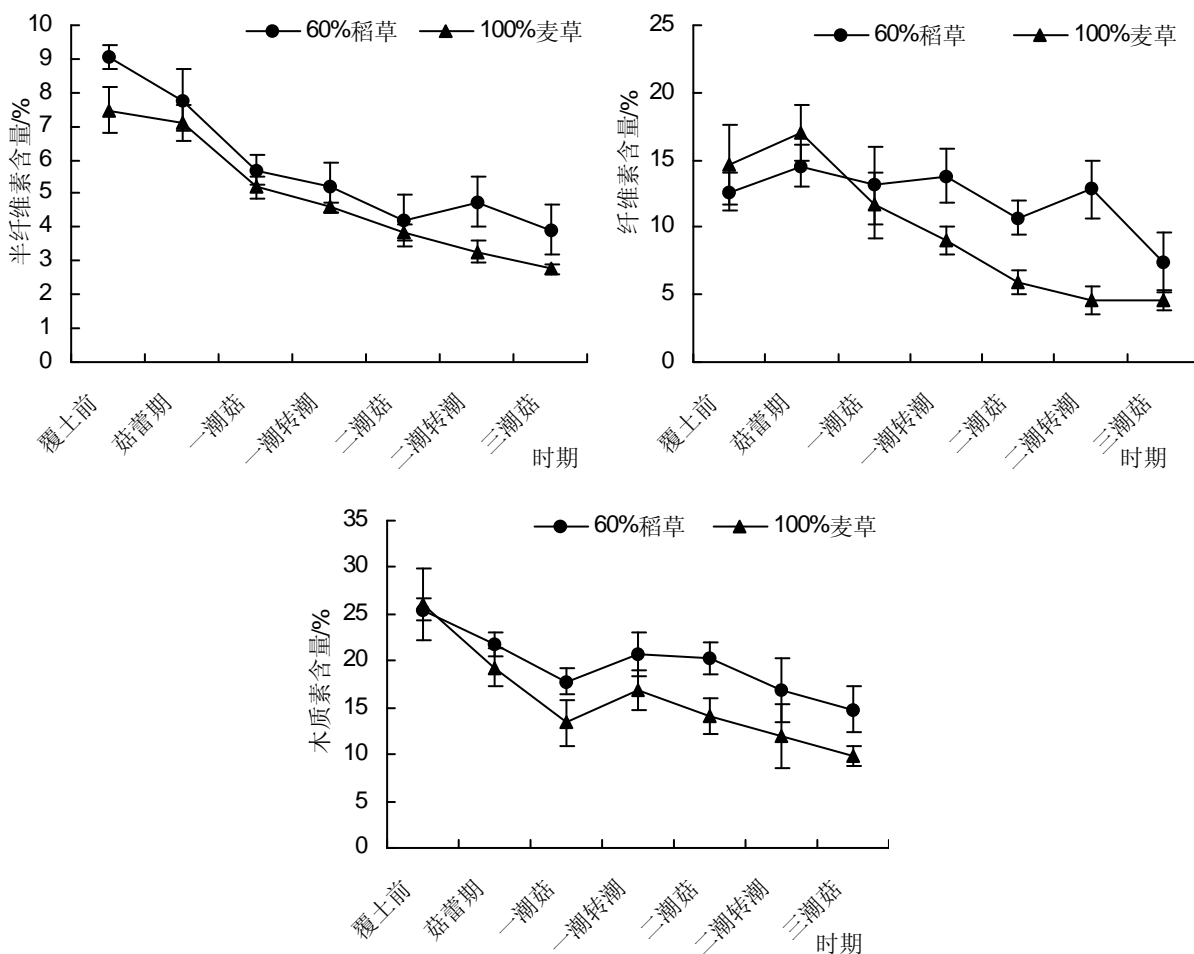 60%稻草 100%麦草
10
9
8
7
6
5
4
3
2
1
0
半纤维素含量/%
覆土前
菇蕾期
一潮菇
一潮转潮
二潮菇
二潮转潮
三潮菇
时期
60%稻草 100%麦草
25
20
15
10
5
0
纤维素含量/%
覆土前
菇蕾期
一潮菇
一潮转潮
二潮菇
二潮转潮
三潮菇
时期
60%稻草 100%麦草
35
30
25
20
15
10
5
0
木质素含量/%
覆土前
菇蕾期
一潮菇
一潮转潮
二潮菇
二潮转潮
三潮菇
时期